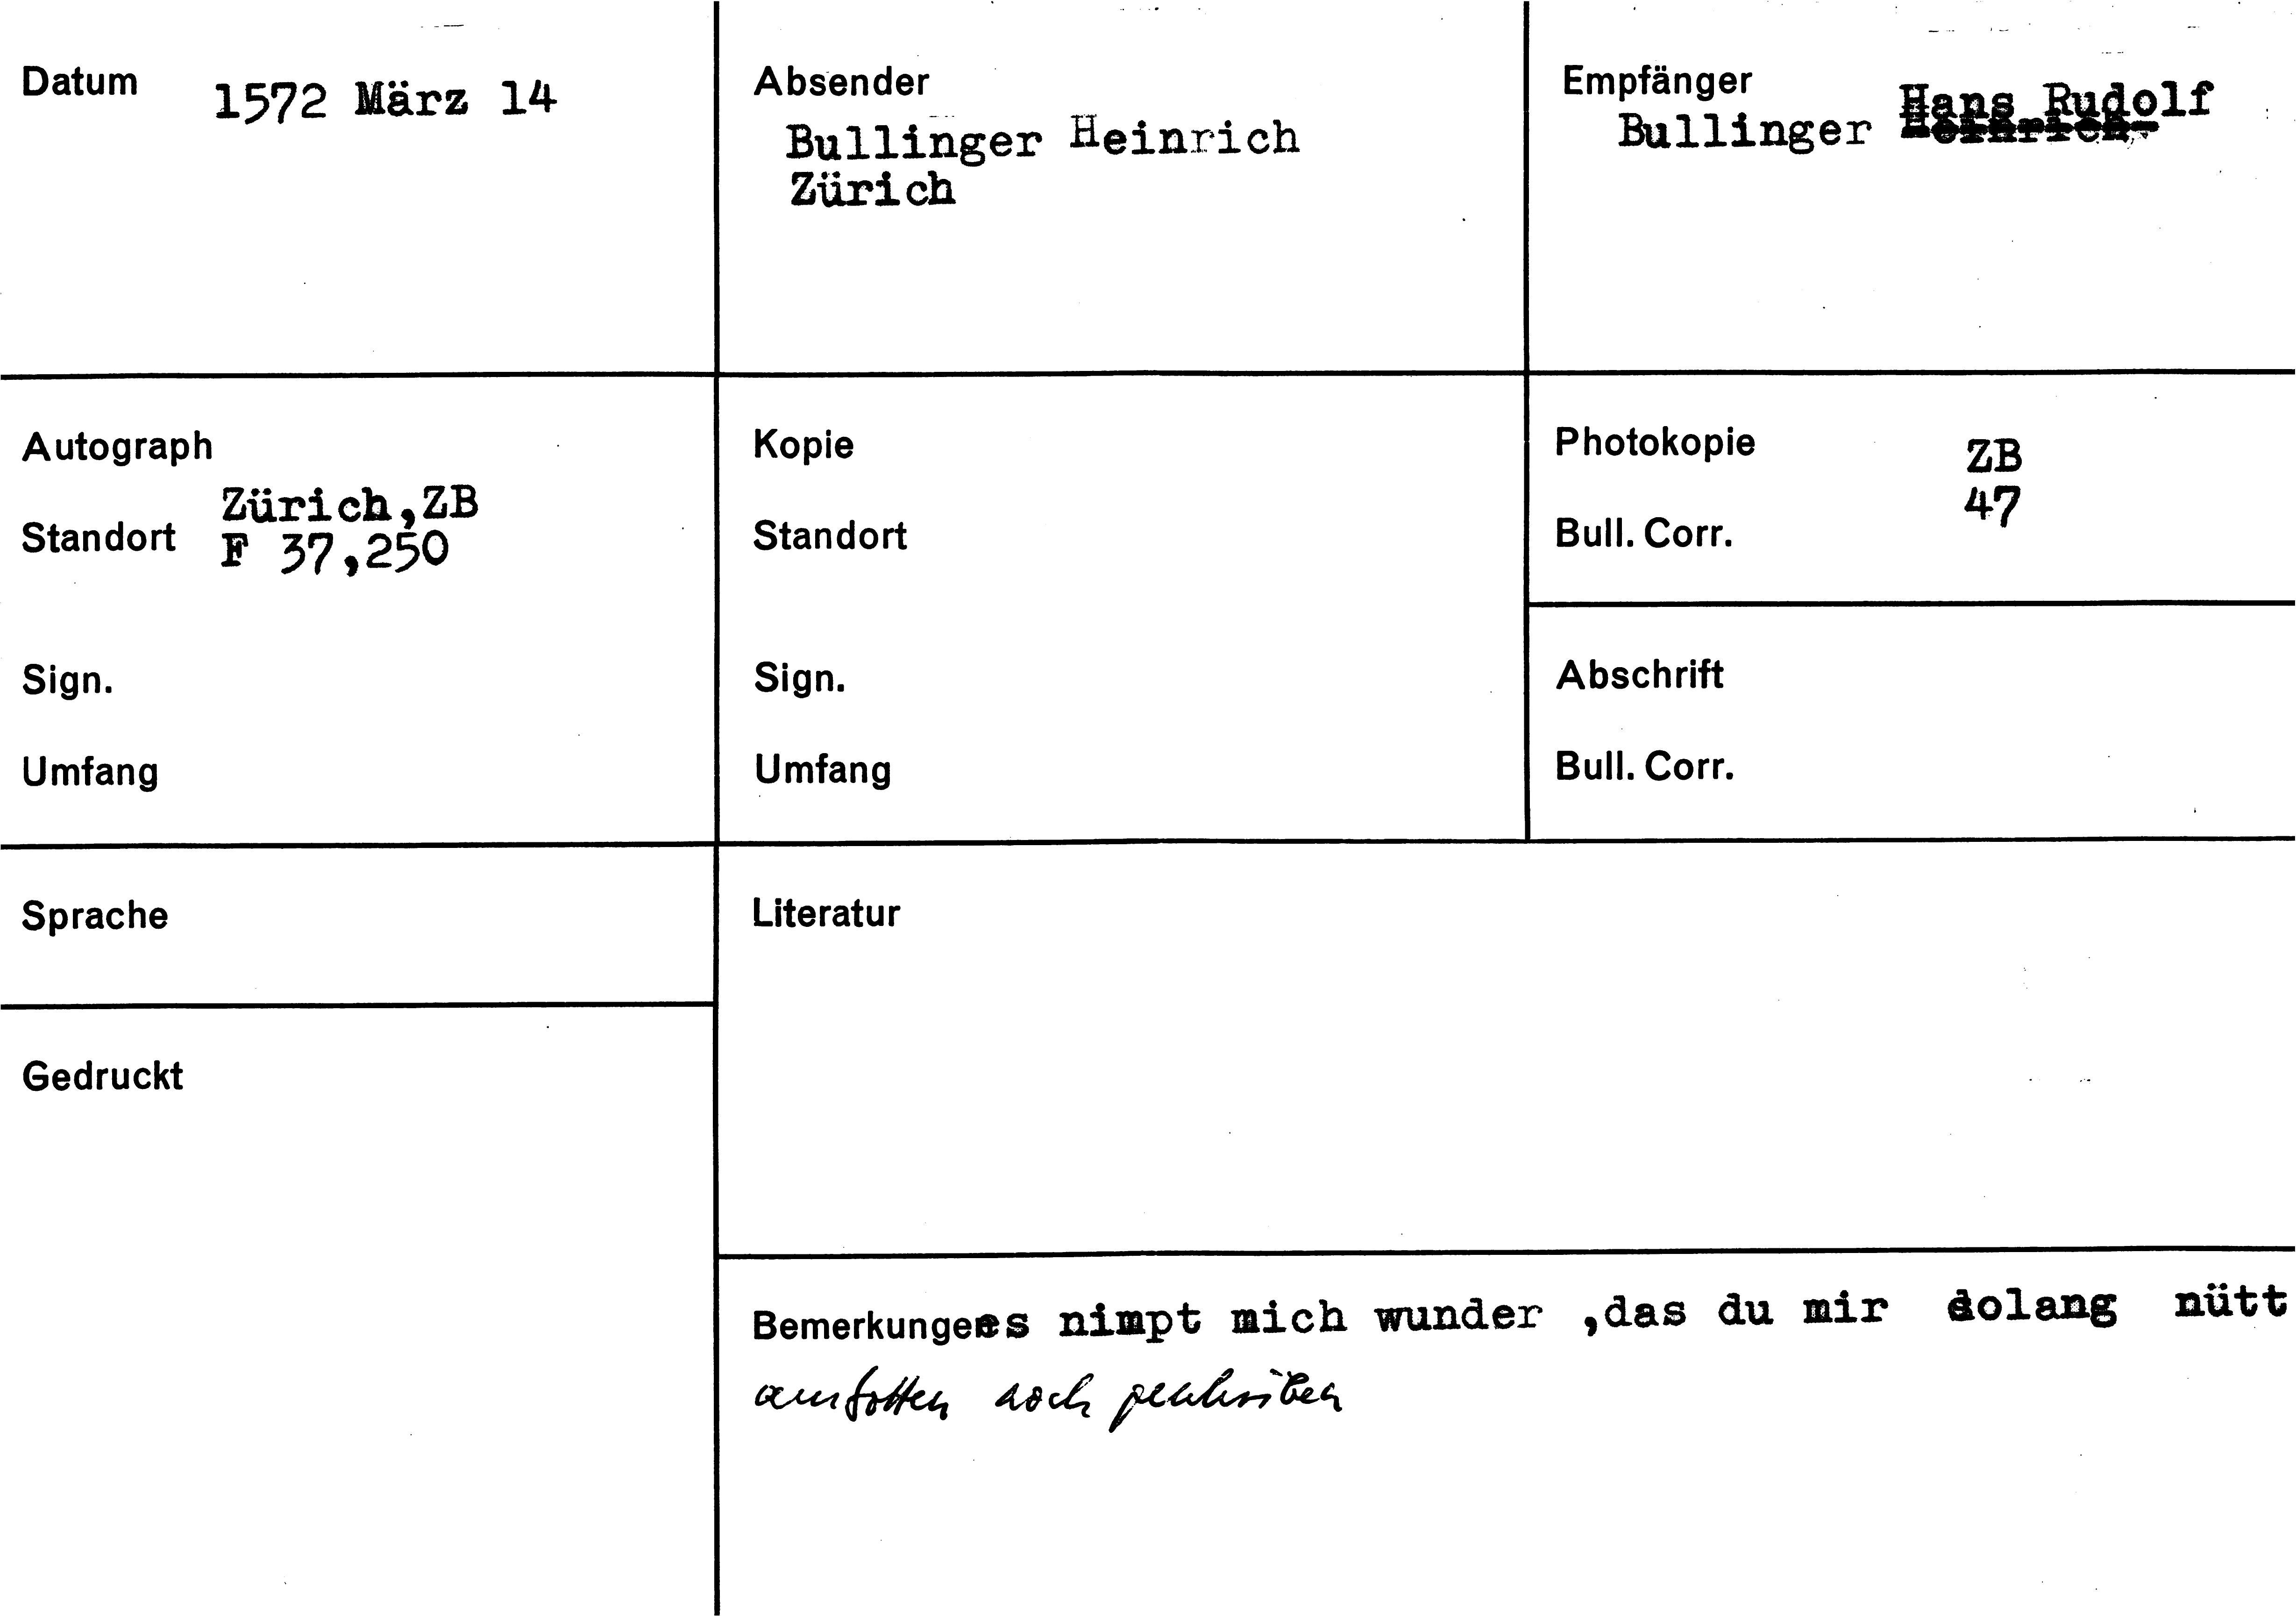 Datum 1572 März 14
Absender
Bullinger Heinrich
Zürich
Empfänger
Bullinger Hans Rudolf
Autograph
Standort Zürich,ZB
F 37,250
Sign.
Umfang
Kopie
Standort
Sign.
Umfang
Photokopie ZB
Bull. Corr. 47
Abschrift
Bull. Corr.
Sprache
Literatur
Gedruckt
Bemerkungen es nimpt mich wunder ,das du mir solang nütt
noch geschriben